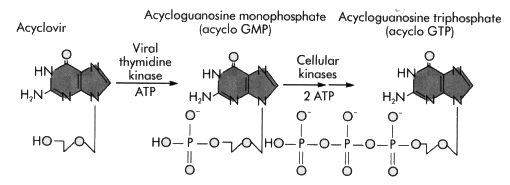 Acyclovir
Acycloguanosine monophosphate
(acyclo GMP)
Acycloguanosine triphosphate
(acyclo GTP)
Viral
thymidine
kinase
ATP
Cellular
kinases
2 ATP
O
HN
H₂N
N
N
N
HO
O
O
HN
H₂N
N
N
N
O⁻
HO—P—O
O
O
O
HN
H₂N
N
N
N
O⁻ O⁻ O⁻
HO—P—O—P—O—P—O
O
O O O